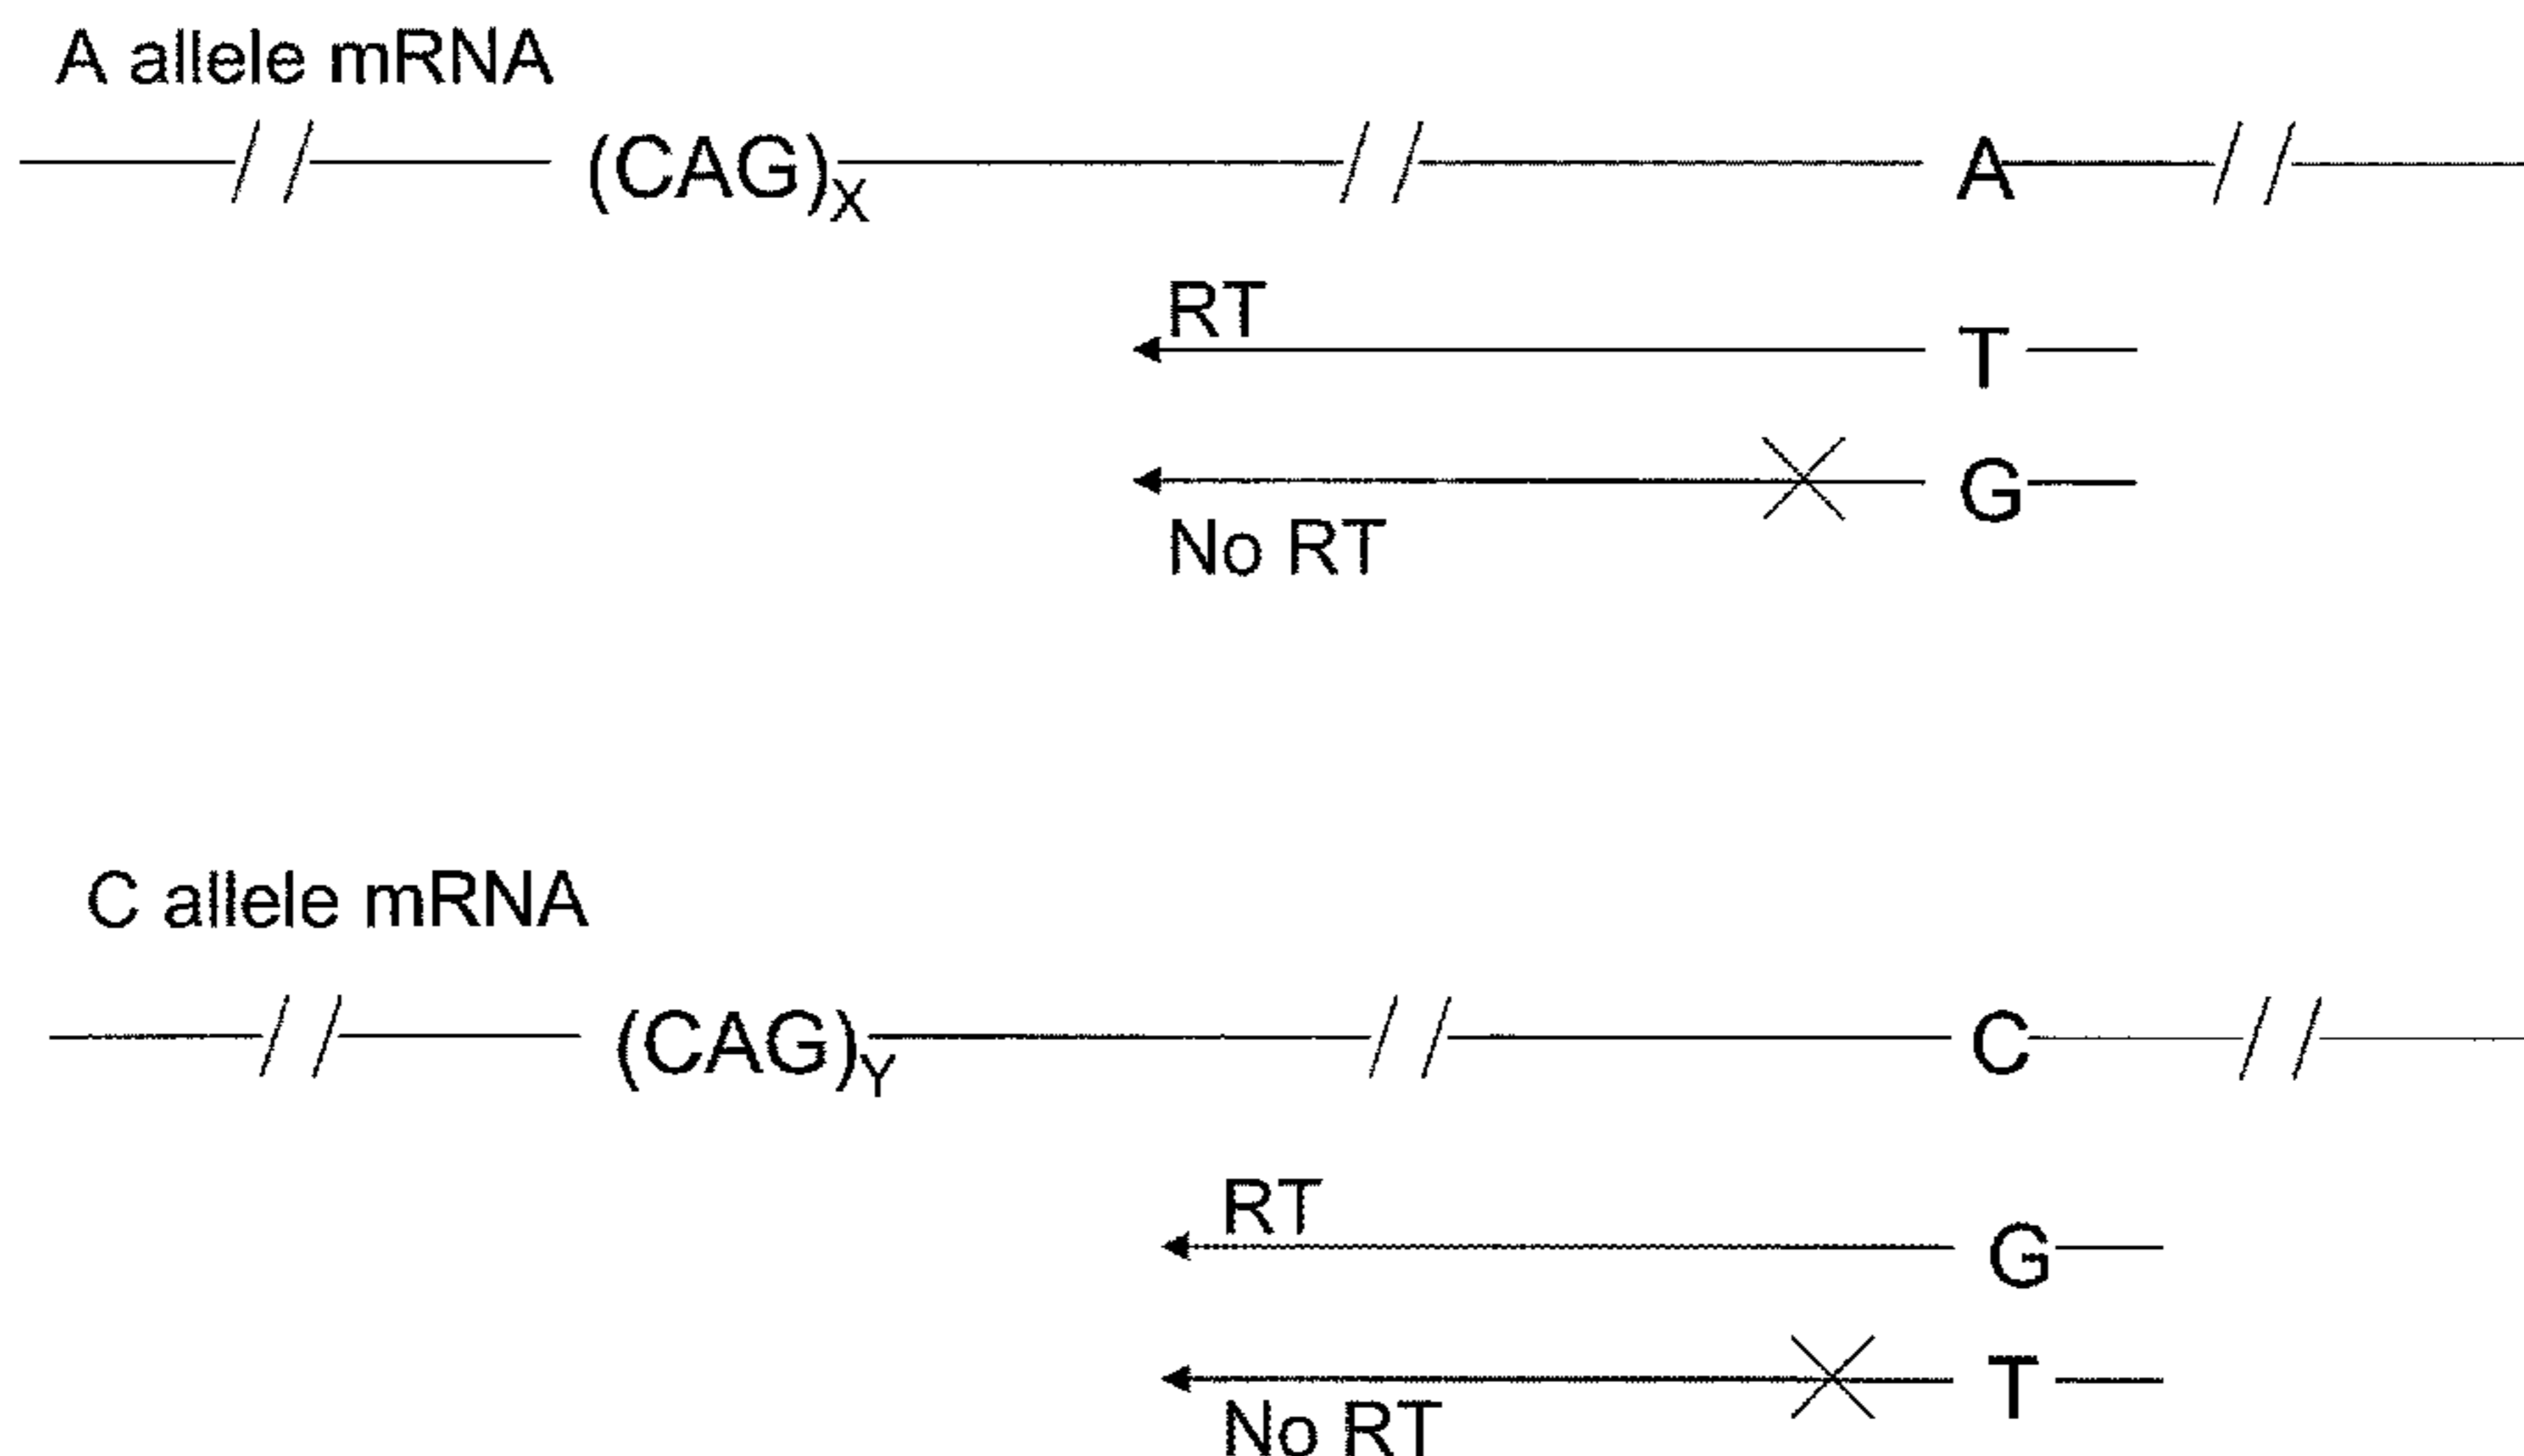 A allele mRNA
(CAG)X A
RT
T
G
No RT
C allele mRNA
(CAG)Y C
RT
G
T
No RT